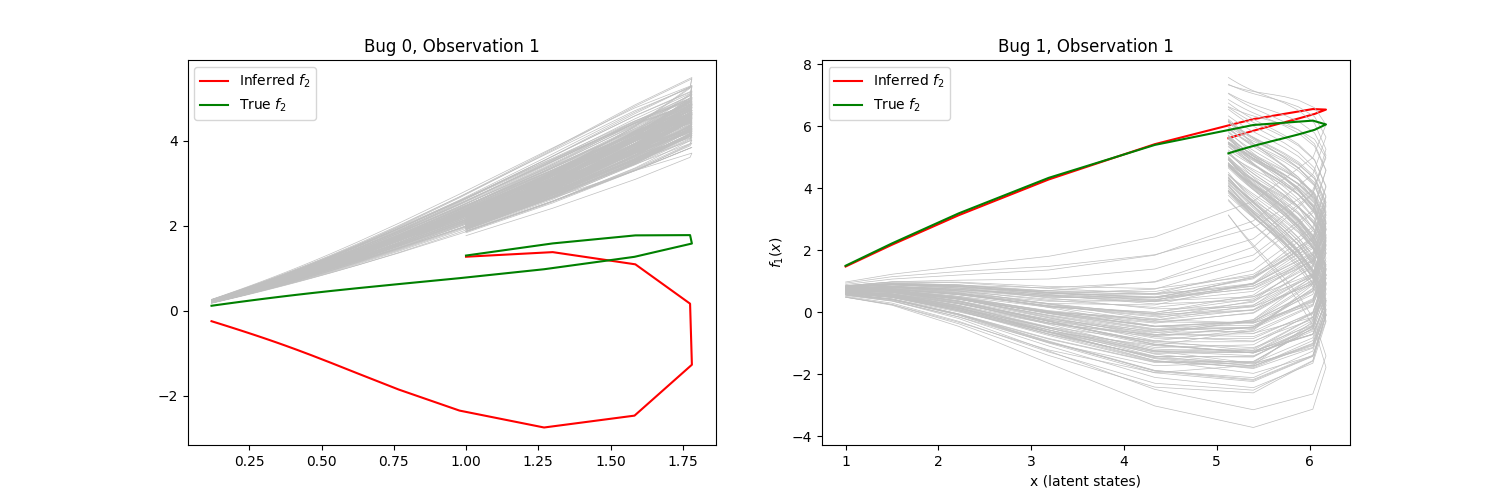 Bug 0, Observation 1
Inferred f₂
True f₂
4
2
0
−2
0.25 0.50 0.75 1.00 1.25 1.50 1.75
Bug 1, Observation 1
Inferred f₂
True f₂
8
6
4
2
0
−2
−4
f₁(x)
1 2 3 4 5 6
x (latent states)